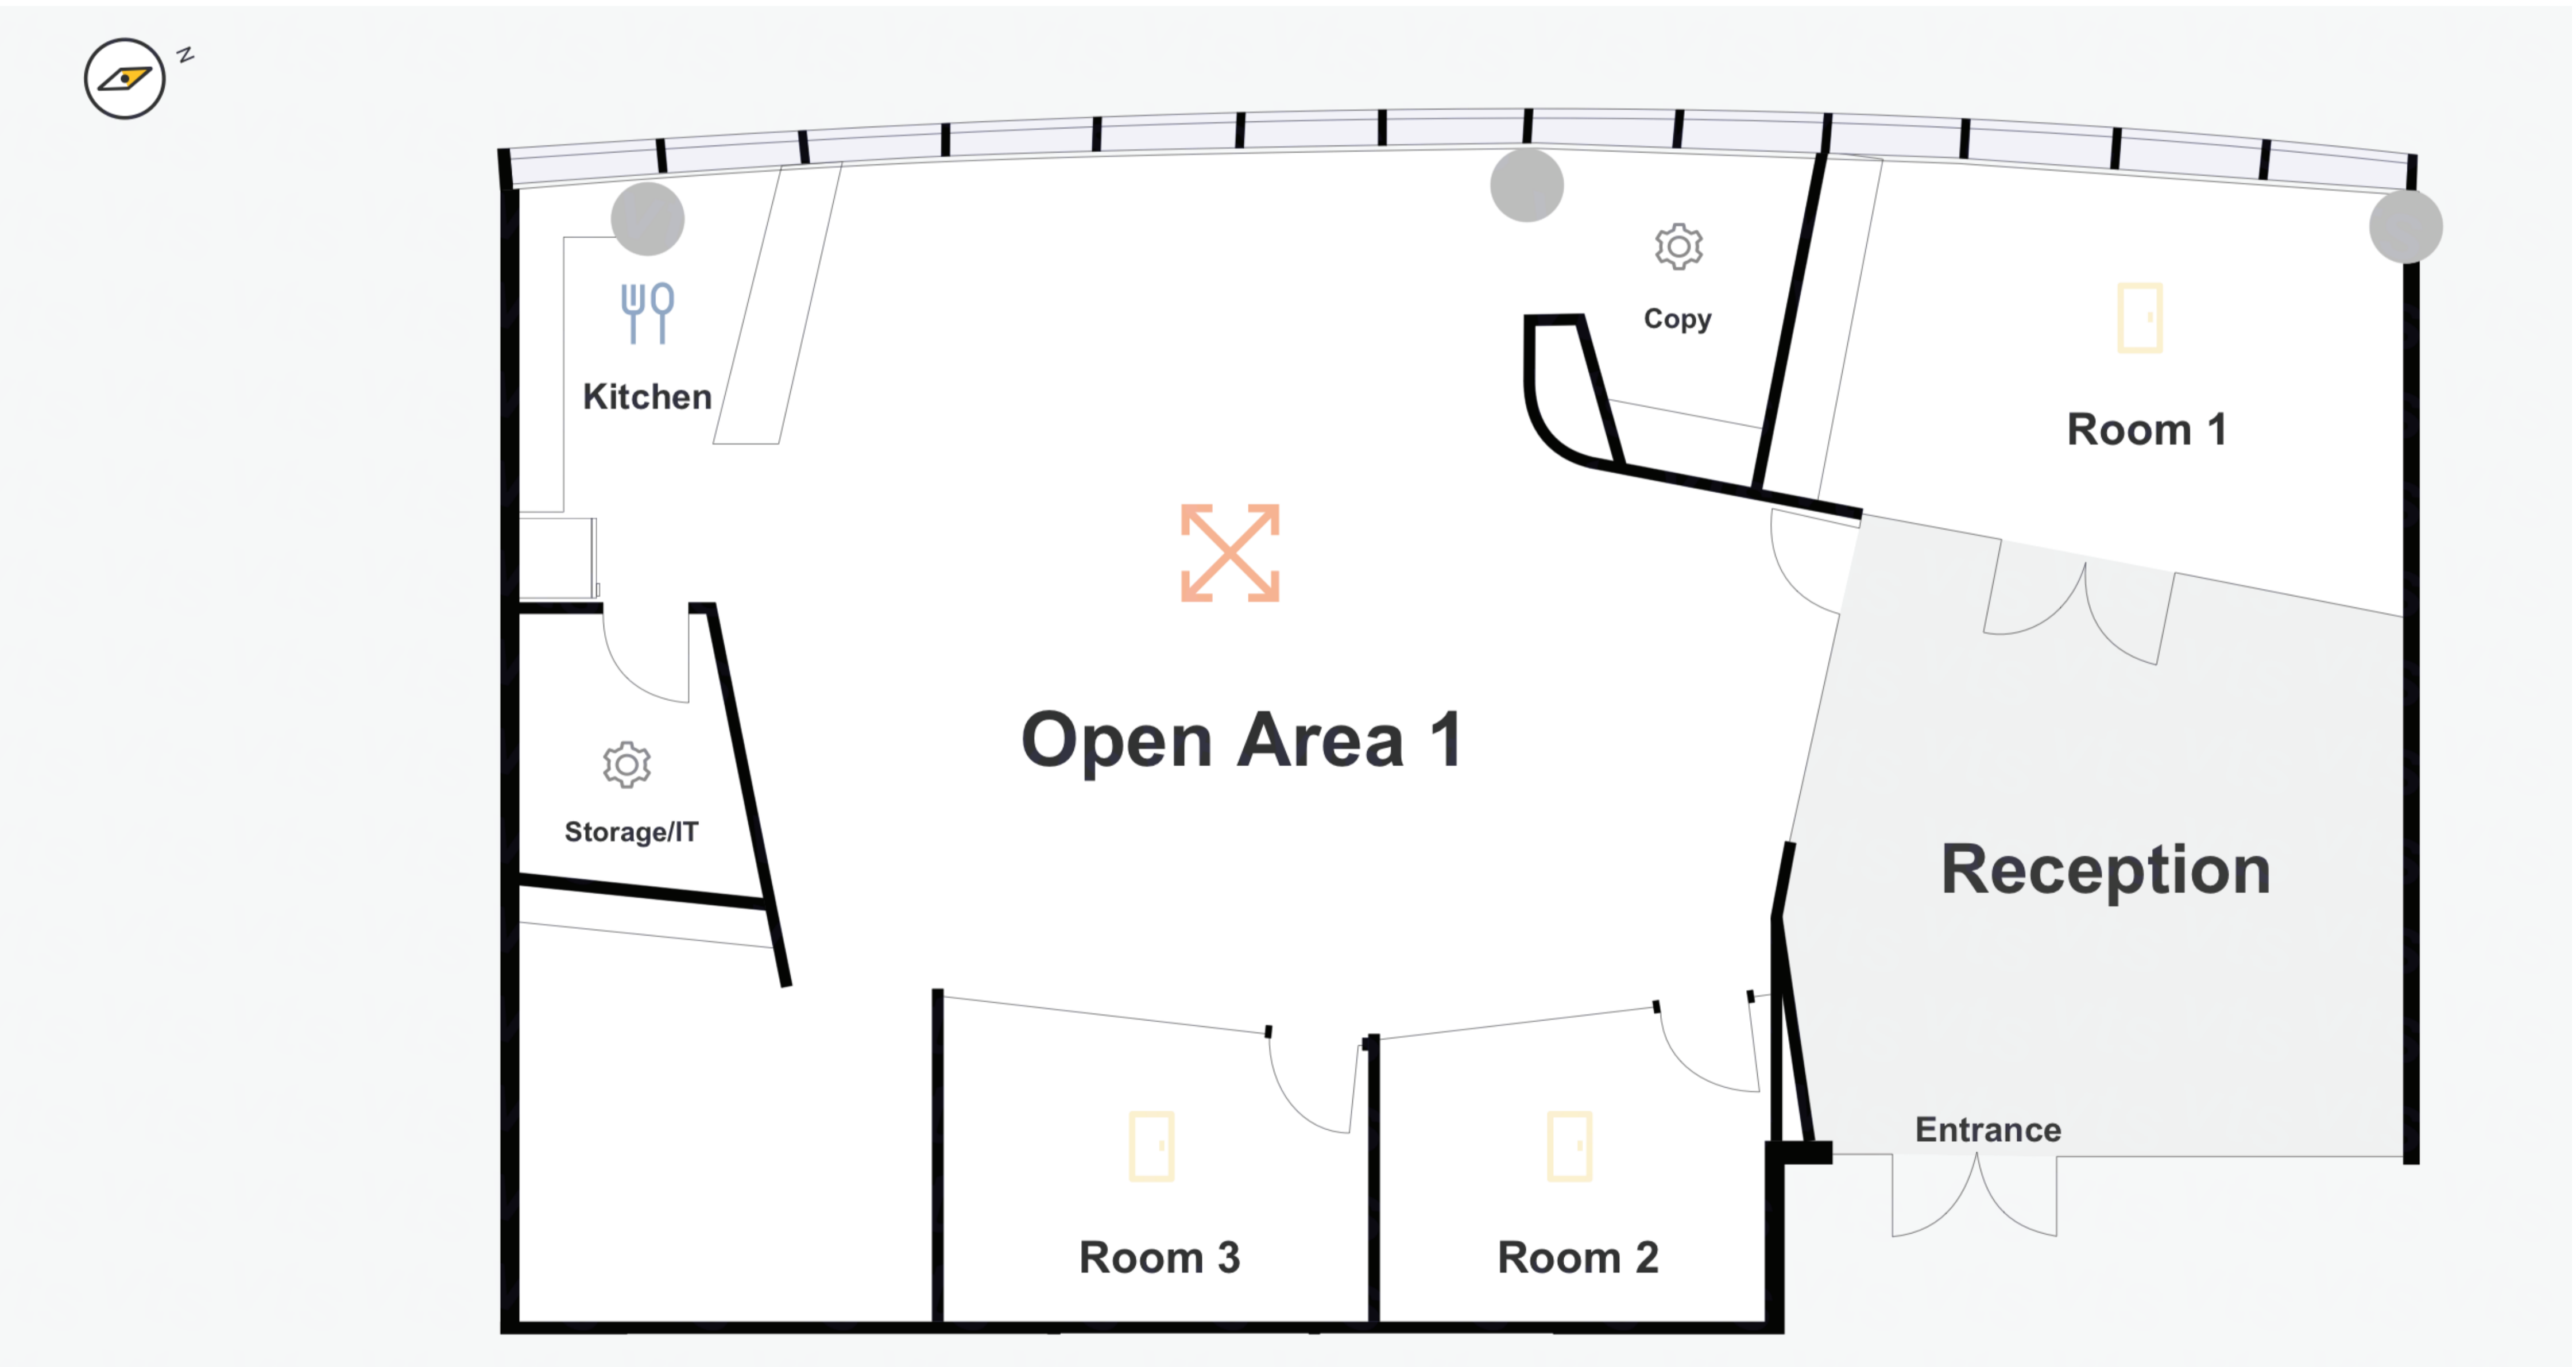 N
Kitchen
Copy
Room 1
Open Area 1
Storage/IT
Reception
Entrance
Room 3
Room 2